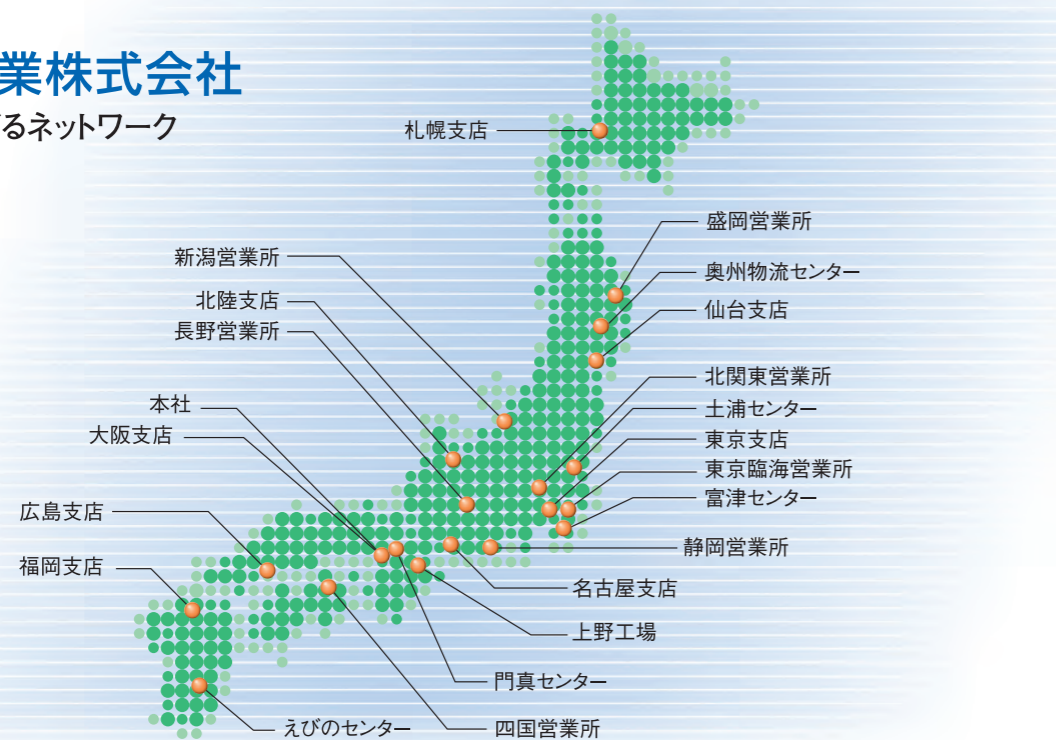 業株式会社
るネットワーク
札幌支店
盛岡営業所
新潟営業所
奥州物流センター
北陸支店
仙台支店
長野営業所
北関東営業所
本社
土浦センター
大阪支店
東京支店
東京臨海営業所
富津センター
広島支店
静岡営業所
福岡支店
名古屋支店
上野工場
門真センター
えびのセンター
四国営業所